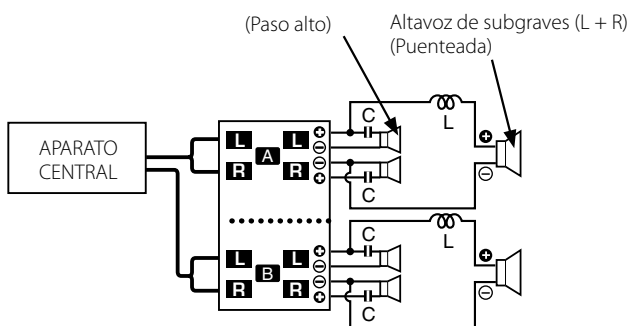 (Paso alto)
Altavoz de subgraves (L + R)
(Puenteada)
APARATO
CENTRAL
L L ⊕ C L ⊕
A ⊖
R R ⊖ ⊖
⊕ C
L L ⊕ C L ⊕
B ⊖
R R ⊖ ⊖
⊕ C